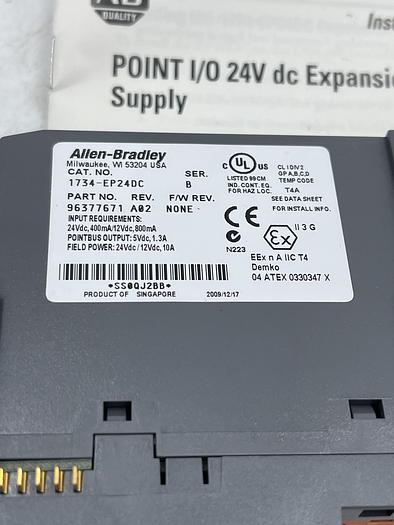 AB
QUALITY
Inst
POINT I/O 24V dc Expansio
Supply
Allen-Bradley
Milwaukee, WI 53204 USA
CAT. NO. SER.
1734-EP24DC B
PART NO. REV. F/W REV.
96377671 A02 NONE
INPUT REQUIREMENTS:
24Vdc, 400mA/12Vdc, 800mA
POINTBUS OUTPUT: 5Vdc, 1.3A
FIELD POWER: 24Vdc / 12Vdc, 10A
*SS0QJ2BB*
PRODUCT OF SINGAPORE 2009/12/17
C UL US
LISTED 99CM
IND. CONT. EQ.
FOR HAZ LOC.
CL I DIV 2
GP A,B,C,D
TEMP CODE
T4A
SEE DATA SHEET
FOR INSTALL INFO.
CE
N223
Ex II 3 G
EEx n A IIC T4
Demko
04 ATEX 0330347 X